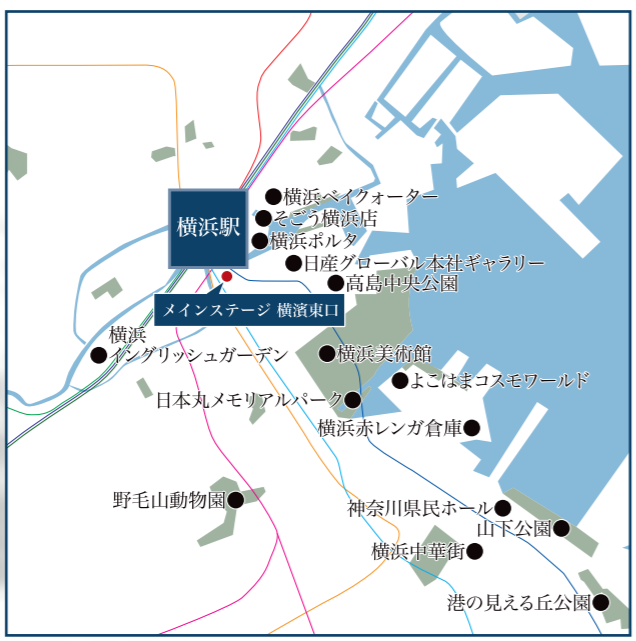 横浜ベイクォーター
そごう横浜店
横浜駅
横浜ポルタ
日産グローバル本社ギャラリー
高島中央公園
メインステージ 横濱東口
横浜
イングリッシュガーデン
横浜美術館
よこはまコスモワールド
日本丸メモリアルパーク
横浜赤レンガ倉庫
野毛山動物園
神奈川県民ホール
山下公園
横浜中華街
港の見える丘公園